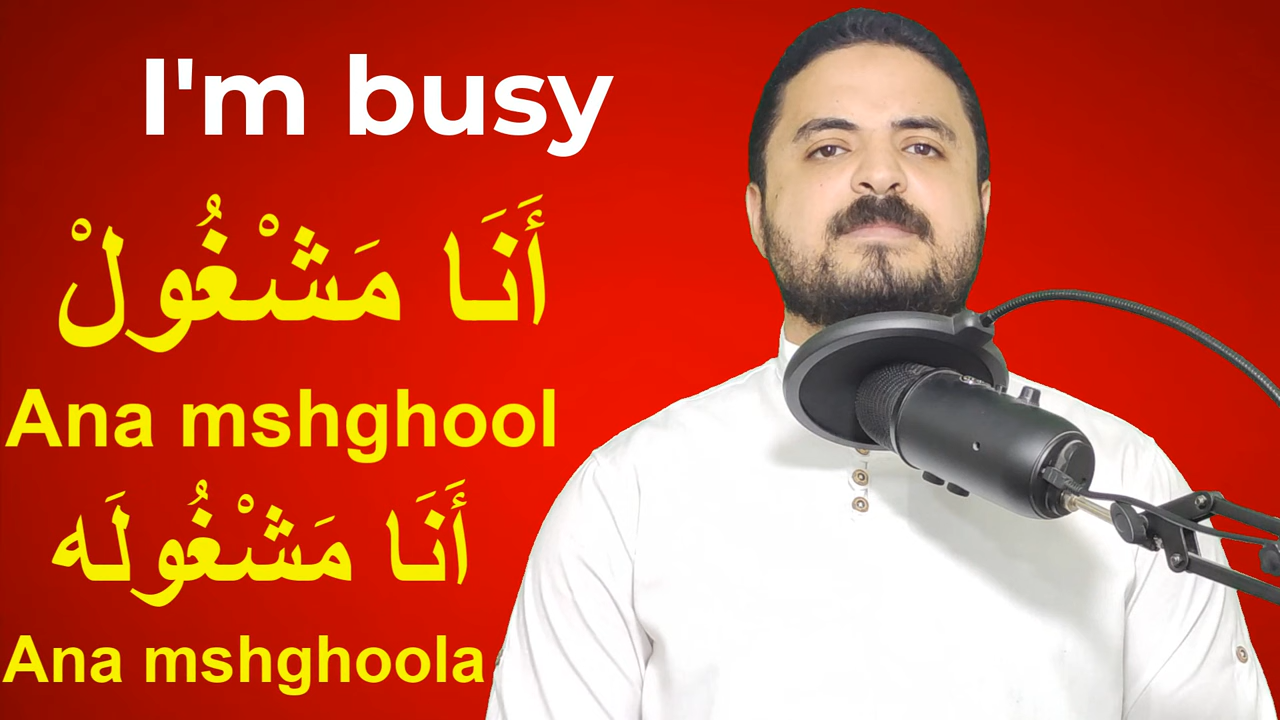 I'm busy
أَنَا مَشْغُولْ
Ana mshghool
أَنَا مَشْغُولَه
Ana mshghoola